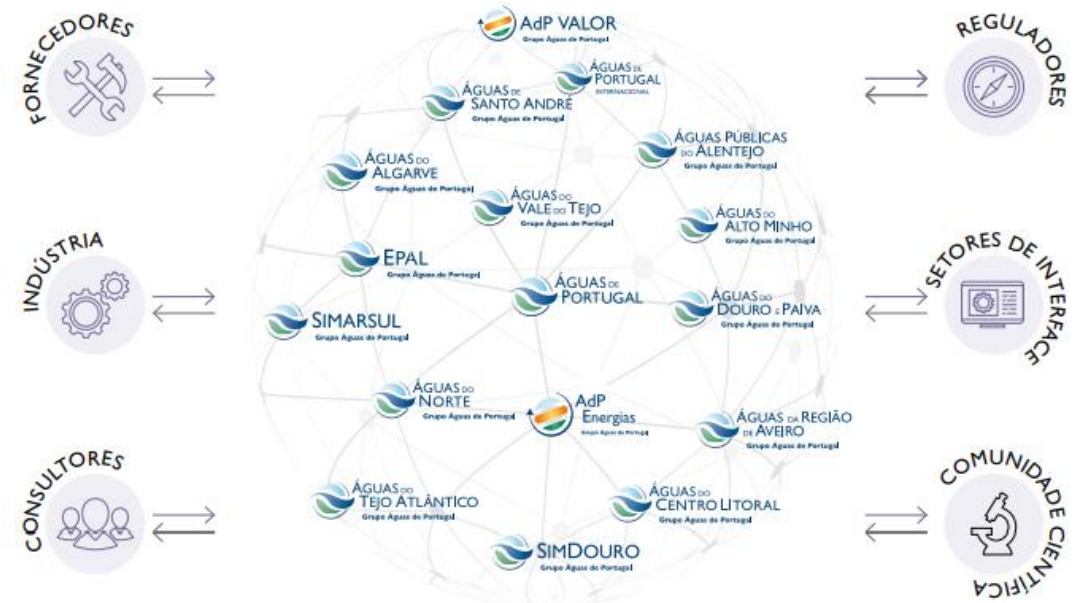 FORNECEDORES
INDÚSTRIA
CONSULTORES
AdP VALOR
Grupo Águas de Portugal
ÁGUAS DE
PORTUGAL
INTERNACIONAL
ÁGUAS DE
SANTO ANDRÉ
Grupo Águas de Portugal
ÁGUAS PÚBLICAS
DO ALENTEJO
Grupo Águas de Portugal
ÁGUAS DO
ALGARVE
Grupo Águas de Portugal
ÁGUAS DO
VALE DO TEJO
Grupo Águas de Portugal
ÁGUAS DO
ALTO MINHO
Grupo Águas de Portugal
EPAL
Grupo Águas de Portugal
ÁGUAS DE
PORTUGAL
ÁGUAS DO
DOURO E PAIVA
Grupo Águas de Portugal
SIMARSUL
Grupo Águas de Portugal
ÁGUAS DO
NORTE
Grupo Águas de Portugal
AdP
Energias
Grupo Águas de Portugal
ÁGUAS DA REGIÃO
DE AVEIRO
Grupo Águas de Portugal
ÁGUAS DO
TEJO ATLÂNTICO
Grupo Águas de Portugal
ÁGUAS DO
CENTRO LITORAL
Grupo Águas de Portugal
SIMDOURO
Grupo Águas de Portugal
REGULADORES
SETORES DE INTERFACE
COMUNIDADE CIENTÍFICA